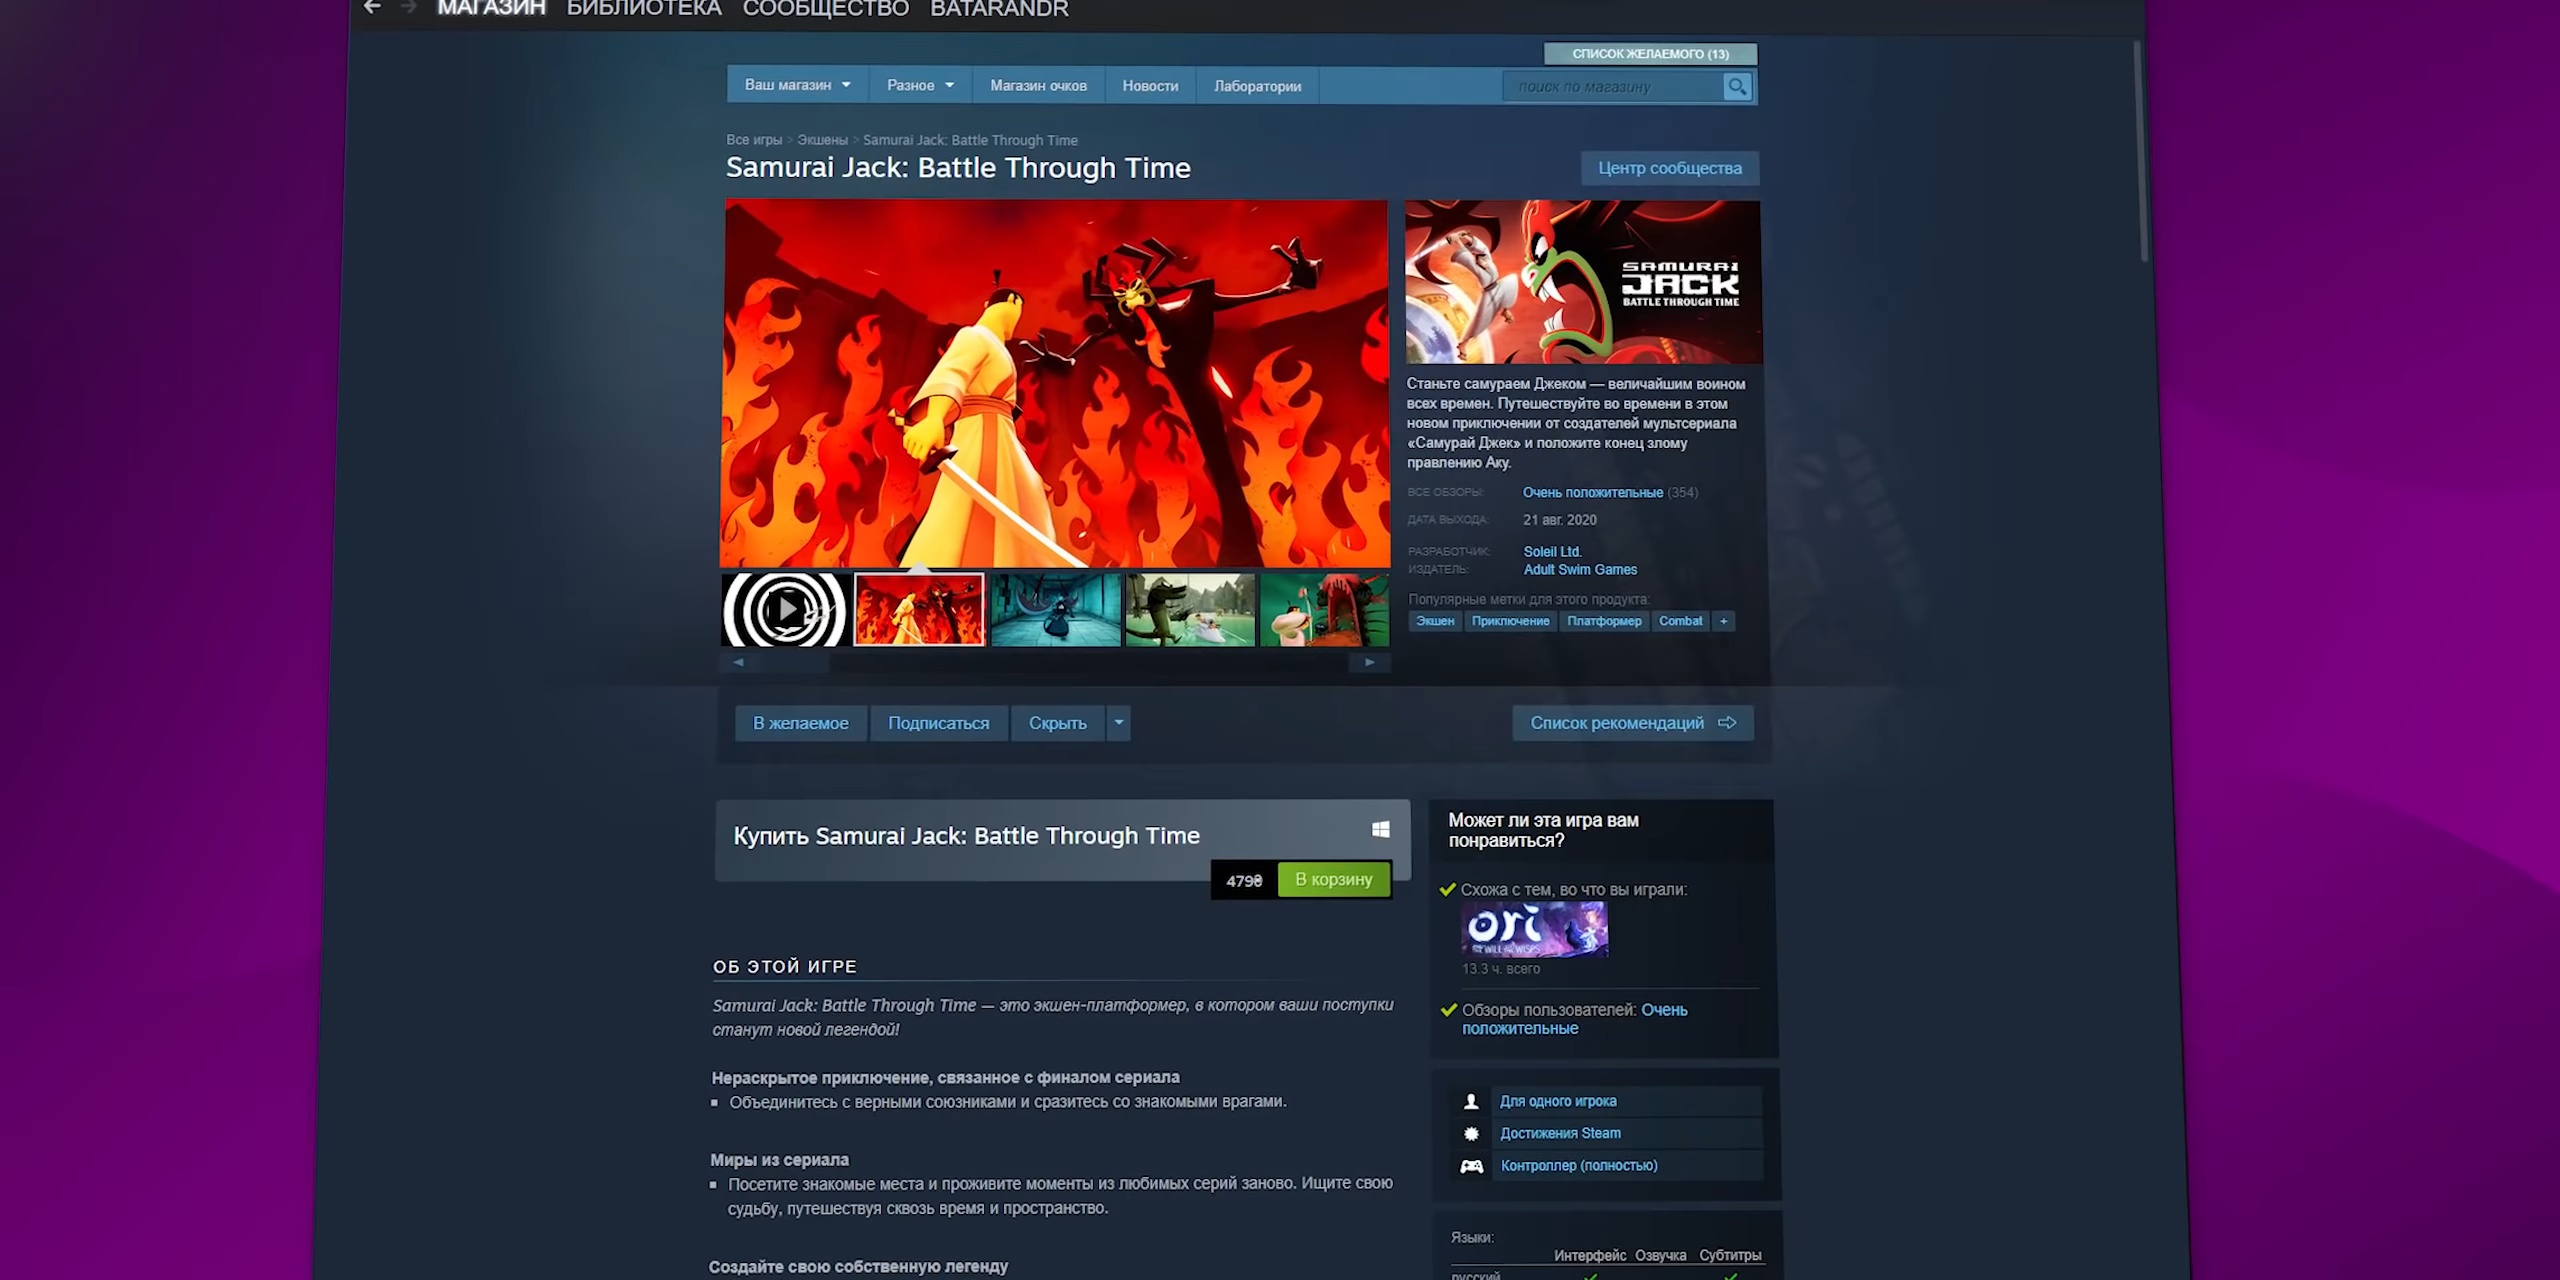 МАГАЗИН БИБЛИОТЕКА СООБЩЕСТВО BATARANDR
СПИСОК ЖЕЛАЕМОГО (13)
Ваш магазин Разное Магазин очков Новости Лаборатории поиск по магазину
Все игры > Экшены > Samurai Jack: Battle Through Time
Samurai Jack: Battle Through Time
Центр сообщества
SAMURAI
JACK
BATTLE THROUGH TIME
Станьте самураем Джеком — величайшим воином
всех времен. Путешествуйте во времени в этом
новом приключении от создателей мультсериала
«Самурай Джек» и положите конец злому
правлению Аку.
ВСЕ ОБЗОРЫ: Очень положительные (354)
ДАТА ВЫХОДА: 21 авг. 2020
РАЗРАБОТЧИК: Soleil Ltd.
ИЗДАТЕЛЬ: Adult Swim Games
Популярные метки для этого продукта:
Экшен Приключение Платформер Combat +
В желаемое Подписаться Скрыть Список рекомендаций
Купить Samurai Jack: Battle Through Time
479₴ В корзину
Может ли эта игра вам
понравиться?
Схожа с тем, во что вы играли:
ori
AND THE WILL OF THE WISPS
13.3 ч. всего
Обзоры пользователей: Очень
положительные
ОБ ЭТОЙ ИГРЕ
Samurai Jack: Battle Through Time — это экшен-платформер, в котором ваши поступки
станут новой легендой!
Нераскрытое приключение, связанное с финалом сериала
Объединитесь с верными союзниками и сразитесь со знакомыми врагами.
Миры из сериала
Посетите знакомые места и проживите моменты из любимых серий заново. Ищите свою
судьбу, путешествуя сквозь время и пространство.
Создайте свою собственную легенду
Для одного игрока
Достижения Steam
Контроллер (полностью)
Языки:
Интерфейс Озвучка Субтитры
русский